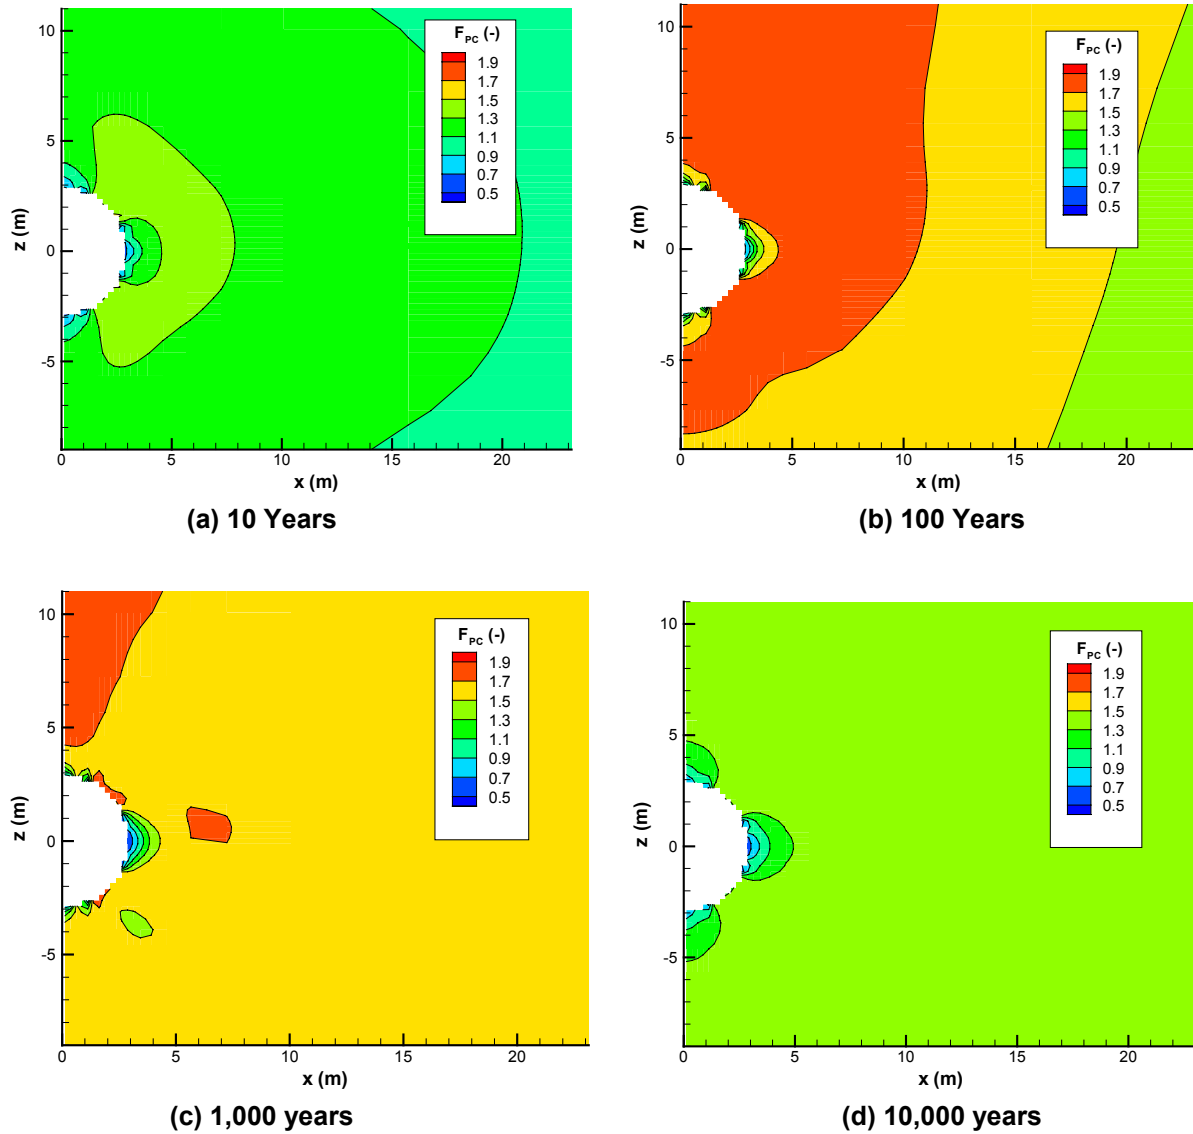 F_PC (-)
1.9
1.7
1.5
1.3
1.1
0.9
0.7
0.5
10
5
0
-5
z (m)
0 5 10 15 20
x (m)
(a) 10 Years
F_PC (-)
1.9
1.7
1.5
1.3
1.1
0.9
0.7
0.5
10
5
0
-5
z (m)
0 5 10 15 20
x (m)
(b) 100 Years
F_PC (-)
1.9
1.7
1.5
1.3
1.1
0.9
0.7
0.5
10
5
0
-5
z (m)
0 5 10 15 20
x (m)
(c) 1,000 years
F_PC (-)
1.9
1.7
1.5
1.3
1.1
0.9
0.7
0.5
10
5
0
-5
z (m)
0 5 10 15 20
x (m)
(d) 10,000 years